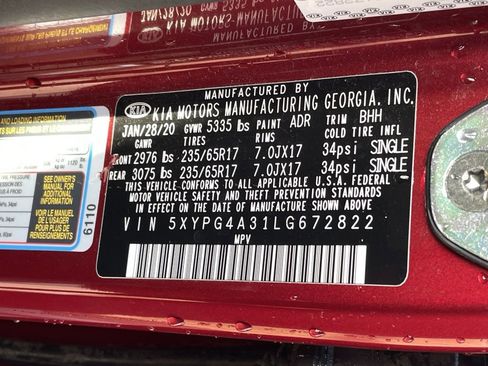 MANUFACTURED BY
KIA KIA MOTORS MANUFACTURING GEORGIA, INC.
JAN/28/20 GVWR 5335 lbs PAINT ADR TRIM BHH
GAWR TIRES RIMS COLD TIRE INFL
FRONT 2976 lbs 235/65R17 7.0JX17 34psi SINGLE
REAR 3075 lbs 235/65R17 7.0JX17 34psi SINGLE
THIS VEHICLE CONFORMS TO ALL APPLICABLE U.S.A. FEDERAL
MOTOR VEHICLE SAFETY, AND THEFT PREVENTION STANDARDS
IN EFFECT ON THE DATE OF MANUFACTURE SHOWN ABOVE.
VIN 5XYPG4A31LG672822
MPV
AND LOADING INFORMATION
SEE OWNER'S
MANUAL FOR
ADDITIONAL
INFORMATION
VOIR LE MANUEL
DE L'USAGER
POUR PLUS DE
RENSEIGNEMENTS
6110